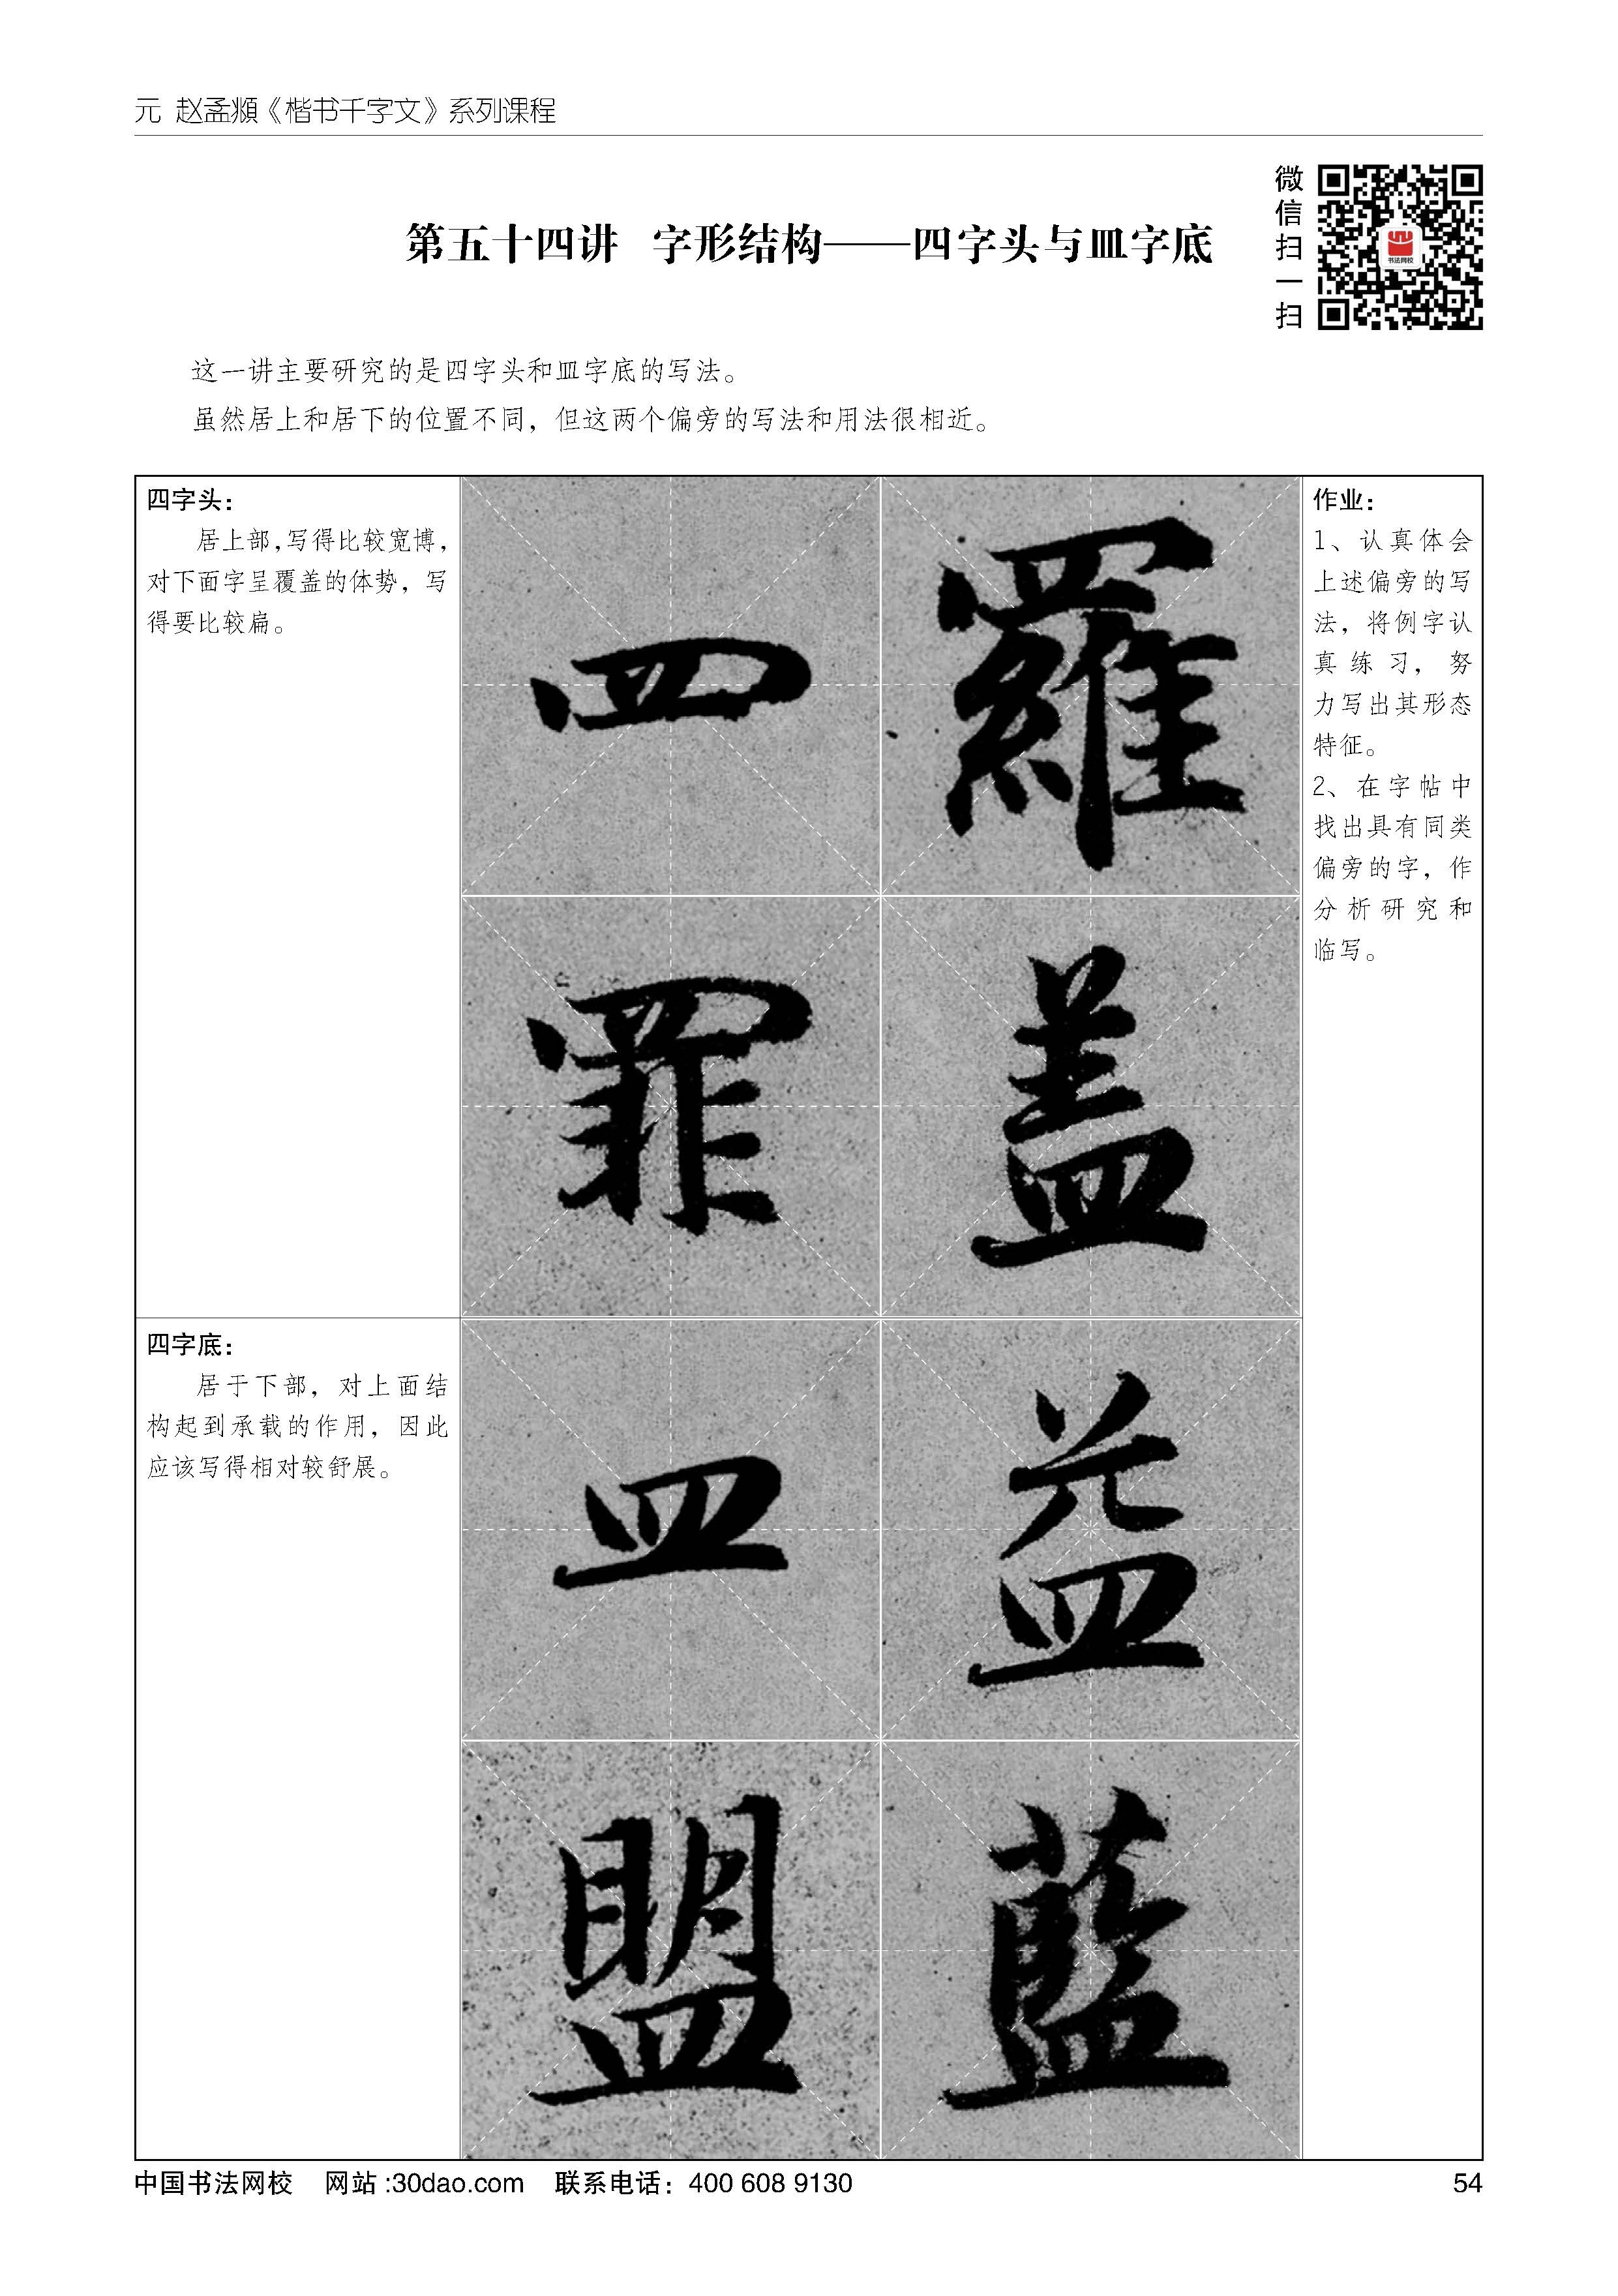 元 赵孟頫《楷书千字文》系列课程
微信扫一扫
书法网校
第五十四讲 字形结构——四字头与皿字底
这一讲主要研究的是四字头和皿字底的写法。
虽然居上和居下的位置不同，但这两个偏旁的写法和用法很相近。
四字头：
居上部，写得比较宽博，
对下面字呈覆盖的体势，写
得要比较扁。
罒 羅
罪 盖
四字底：
居于下部，对上面结
构起到承载的作用，因此
应该写得相对较舒展。
皿 益
盟 藍
作业：
1、认真体会
上述偏旁的写
法，将例字认
真练习，努
力写出其形态
特征。
2、在字帖中
找出具有同类
偏旁的字，作
分析研究和
临写。
中国书法网校 网站:30dao.com 联系电话：400 608 9130
54